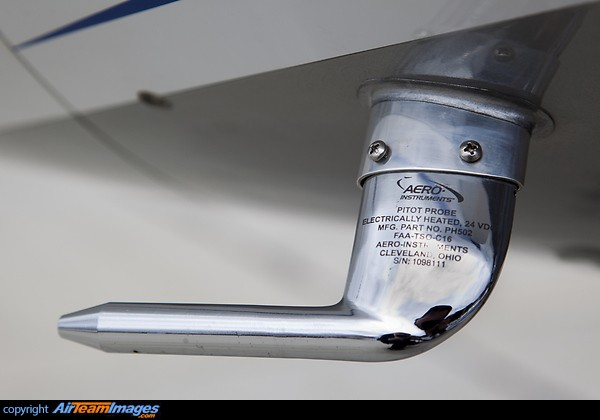 AERO
INSTRUMENTS
PITOT PROBE
ELECTRICALLY HEATED, 24 VDC
MFG. PART NO. PH502
FAA-TSO-C16
AERO-INSTRUMENTS
CLEVELAND, OHIO
S/N: 1098111
copyright AirTeamImages.com